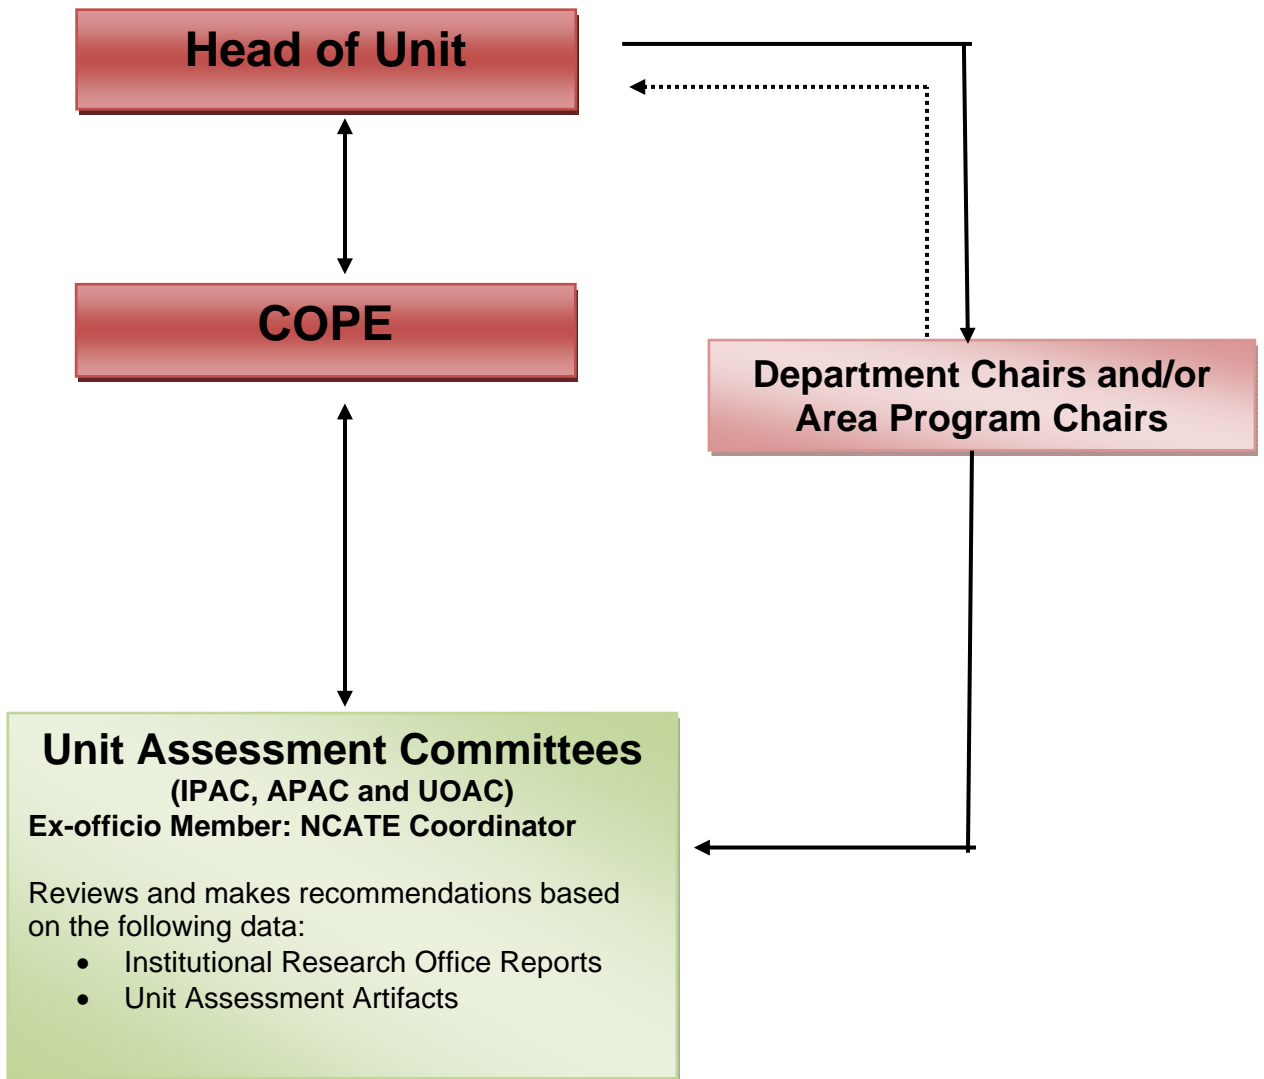 Head of Unit
COPE
Department Chairs and/or
Area Program Chairs
Unit Assessment Committees
(IPAC, APAC and UOAC)
Ex-officio Member: NCATE Coordinator
Reviews and makes recommendations based
on the following data:
• Institutional Research Office Reports
• Unit Assessment Artifacts